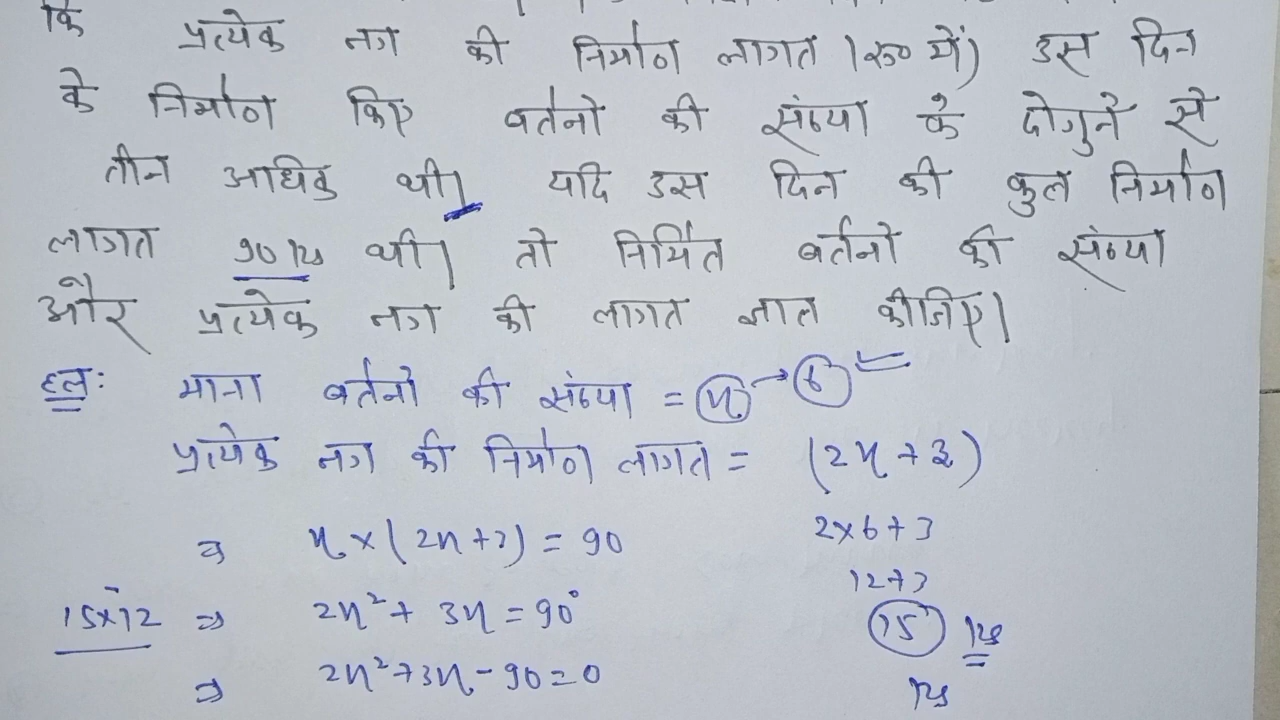 कि प्रत्येक नग की निर्माण लागत (रु० में) उस दिन
के निर्माण किए बर्तनो की संख्या के दोगुने से
तीन अधिक थी। यदि उस दिन की कुल निर्माण
लागत 90 रु थी। तो निर्मित बर्तनो की संख्या
और प्रत्येक नग की लागत ज्ञात कीजिए।
हल: माना बर्तनो की संख्या = x → 6
प्रत्येक नग की निर्माण लागत = (2x + 3)
⇒ x × (2x + 3) = 90
2×6+3
12+3
15×12 ⇒ 2x² + 3x = 90
15 रु
⇒ 2x² + 3x - 90 = 0
रु